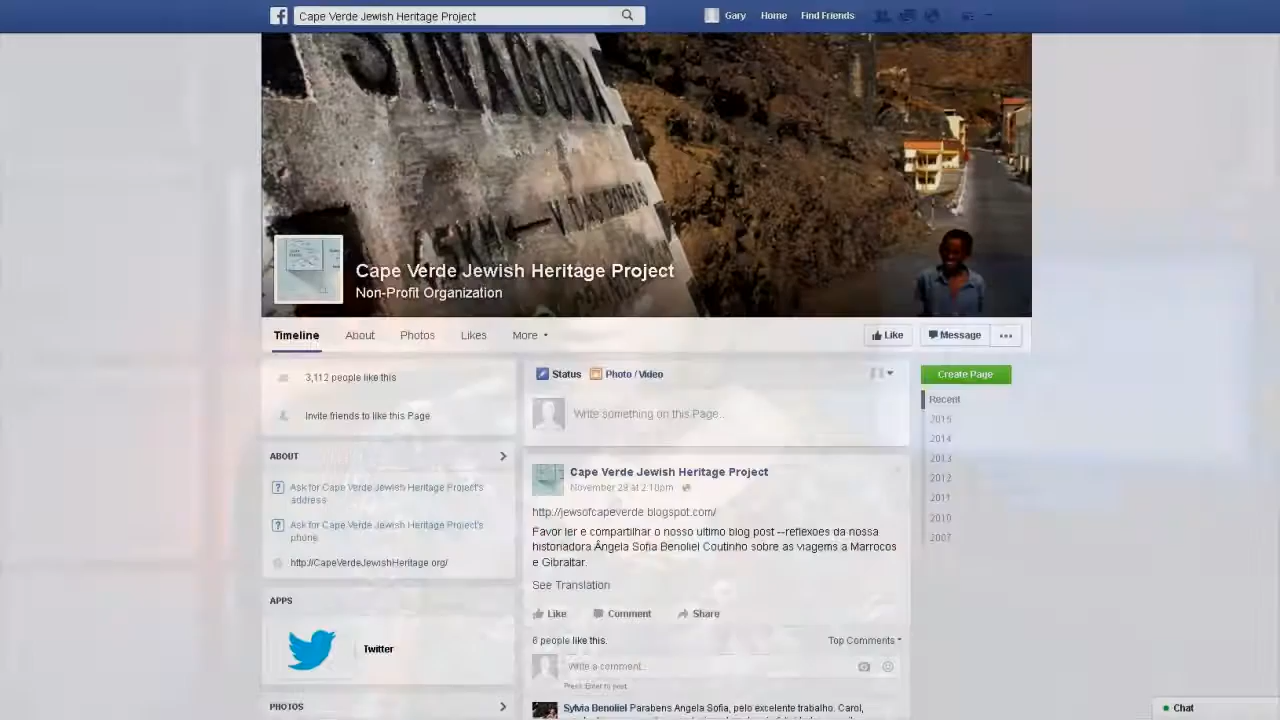 Cape Verde Jewish Heritage Project
Gary
Home
Find Friends
SINAGOGA
Cape Verde Jewish Heritage Project
Non-Profit Organization
Timeline
About
Photos
Likes
More
Like
Message
3,112 people like this
Invite friends to like this Page
ABOUT
Ask for Cape Verde Jewish Heritage Project's
address
Ask for Cape Verde Jewish Heritage Project's
phone
http://CapeVerdeJewishHeritage.org/
APPS
Twitter
PHOTOS
Status
Photo / Video
Write something on this Page...
Cape Verde Jewish Heritage Project
November 29 at 2:10pm
http://jewsofcapeverde.blogspot.com/
Favor ler e compartilhar o nosso ultimo blog post --reflexões da nossa
historiadora Ângela Sofia Benoliel Coutinho sobre as viagens a Marrocos
e Gibraltar.
See Translation
Like
Comment
Share
6 people like this.
Top Comments
Write a comment...
Press Enter to post.
Sylvia Benoliel Parabens Angela Sofia, pelo excelente trabalho. Carol,
Create Page
Recent
2015
2014
2013
2012
2011
2010
2007
Chat